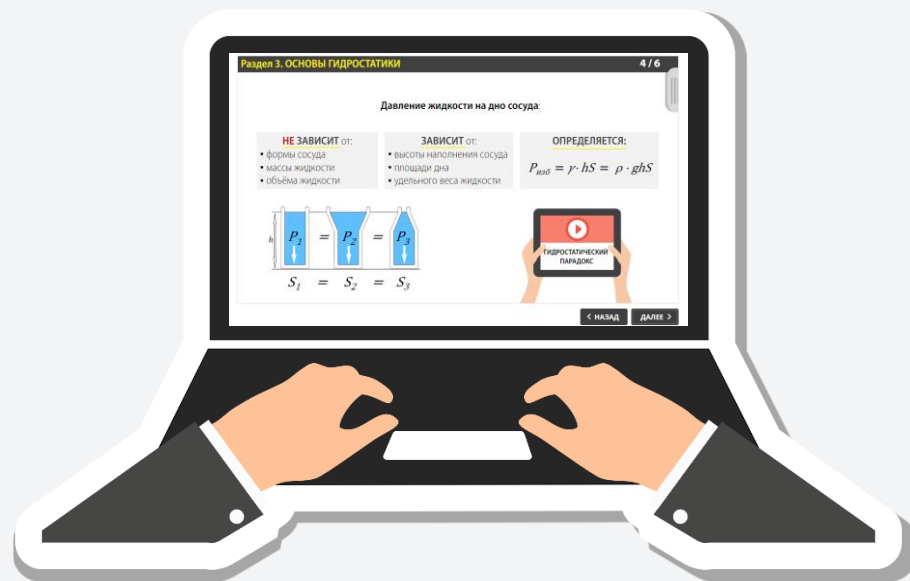 Раздел 3. ОСНОВЫ ГИДРОСТАТИКИ 4 / 6
Давление жидкости на дно сосуда:
НЕ ЗАВИСИТ от:
• формы сосуда
• массы жидкости
• объёма жидкости
ЗАВИСИТ от:
• высоты наполнения сосуда
• площади дна
• удельного веса жидкости
ОПРЕДЕЛЯЕТСЯ:
Pизб = γ · hS = ρ · ghS
h
P1 = P2 = P3
S1 = S2 = S3
ГИДРОСТАТИЧЕСКИЙ
ПАРАДОКС
< НАЗАД ДАЛЕЕ >